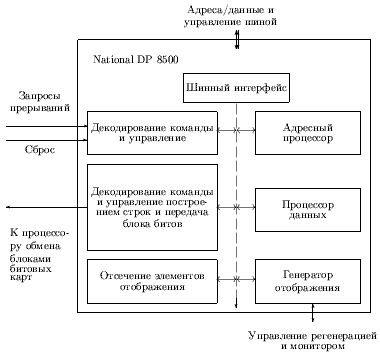 Адреса/данные и
управление шиной
National DP 8500
Шинный интерфейс
Запросы
прерываний
Декодирование команды
и управление
Адресный
процессор
Сброс
Декодирование команды
и управление построе-
нием строк и передача
блока битов
Процессор
данных
К процессо-
ру обмена
блоками
битовых
карт
Отсечение элементов
отображения
Генератор
отображения
Управление регенерацией
и монитором